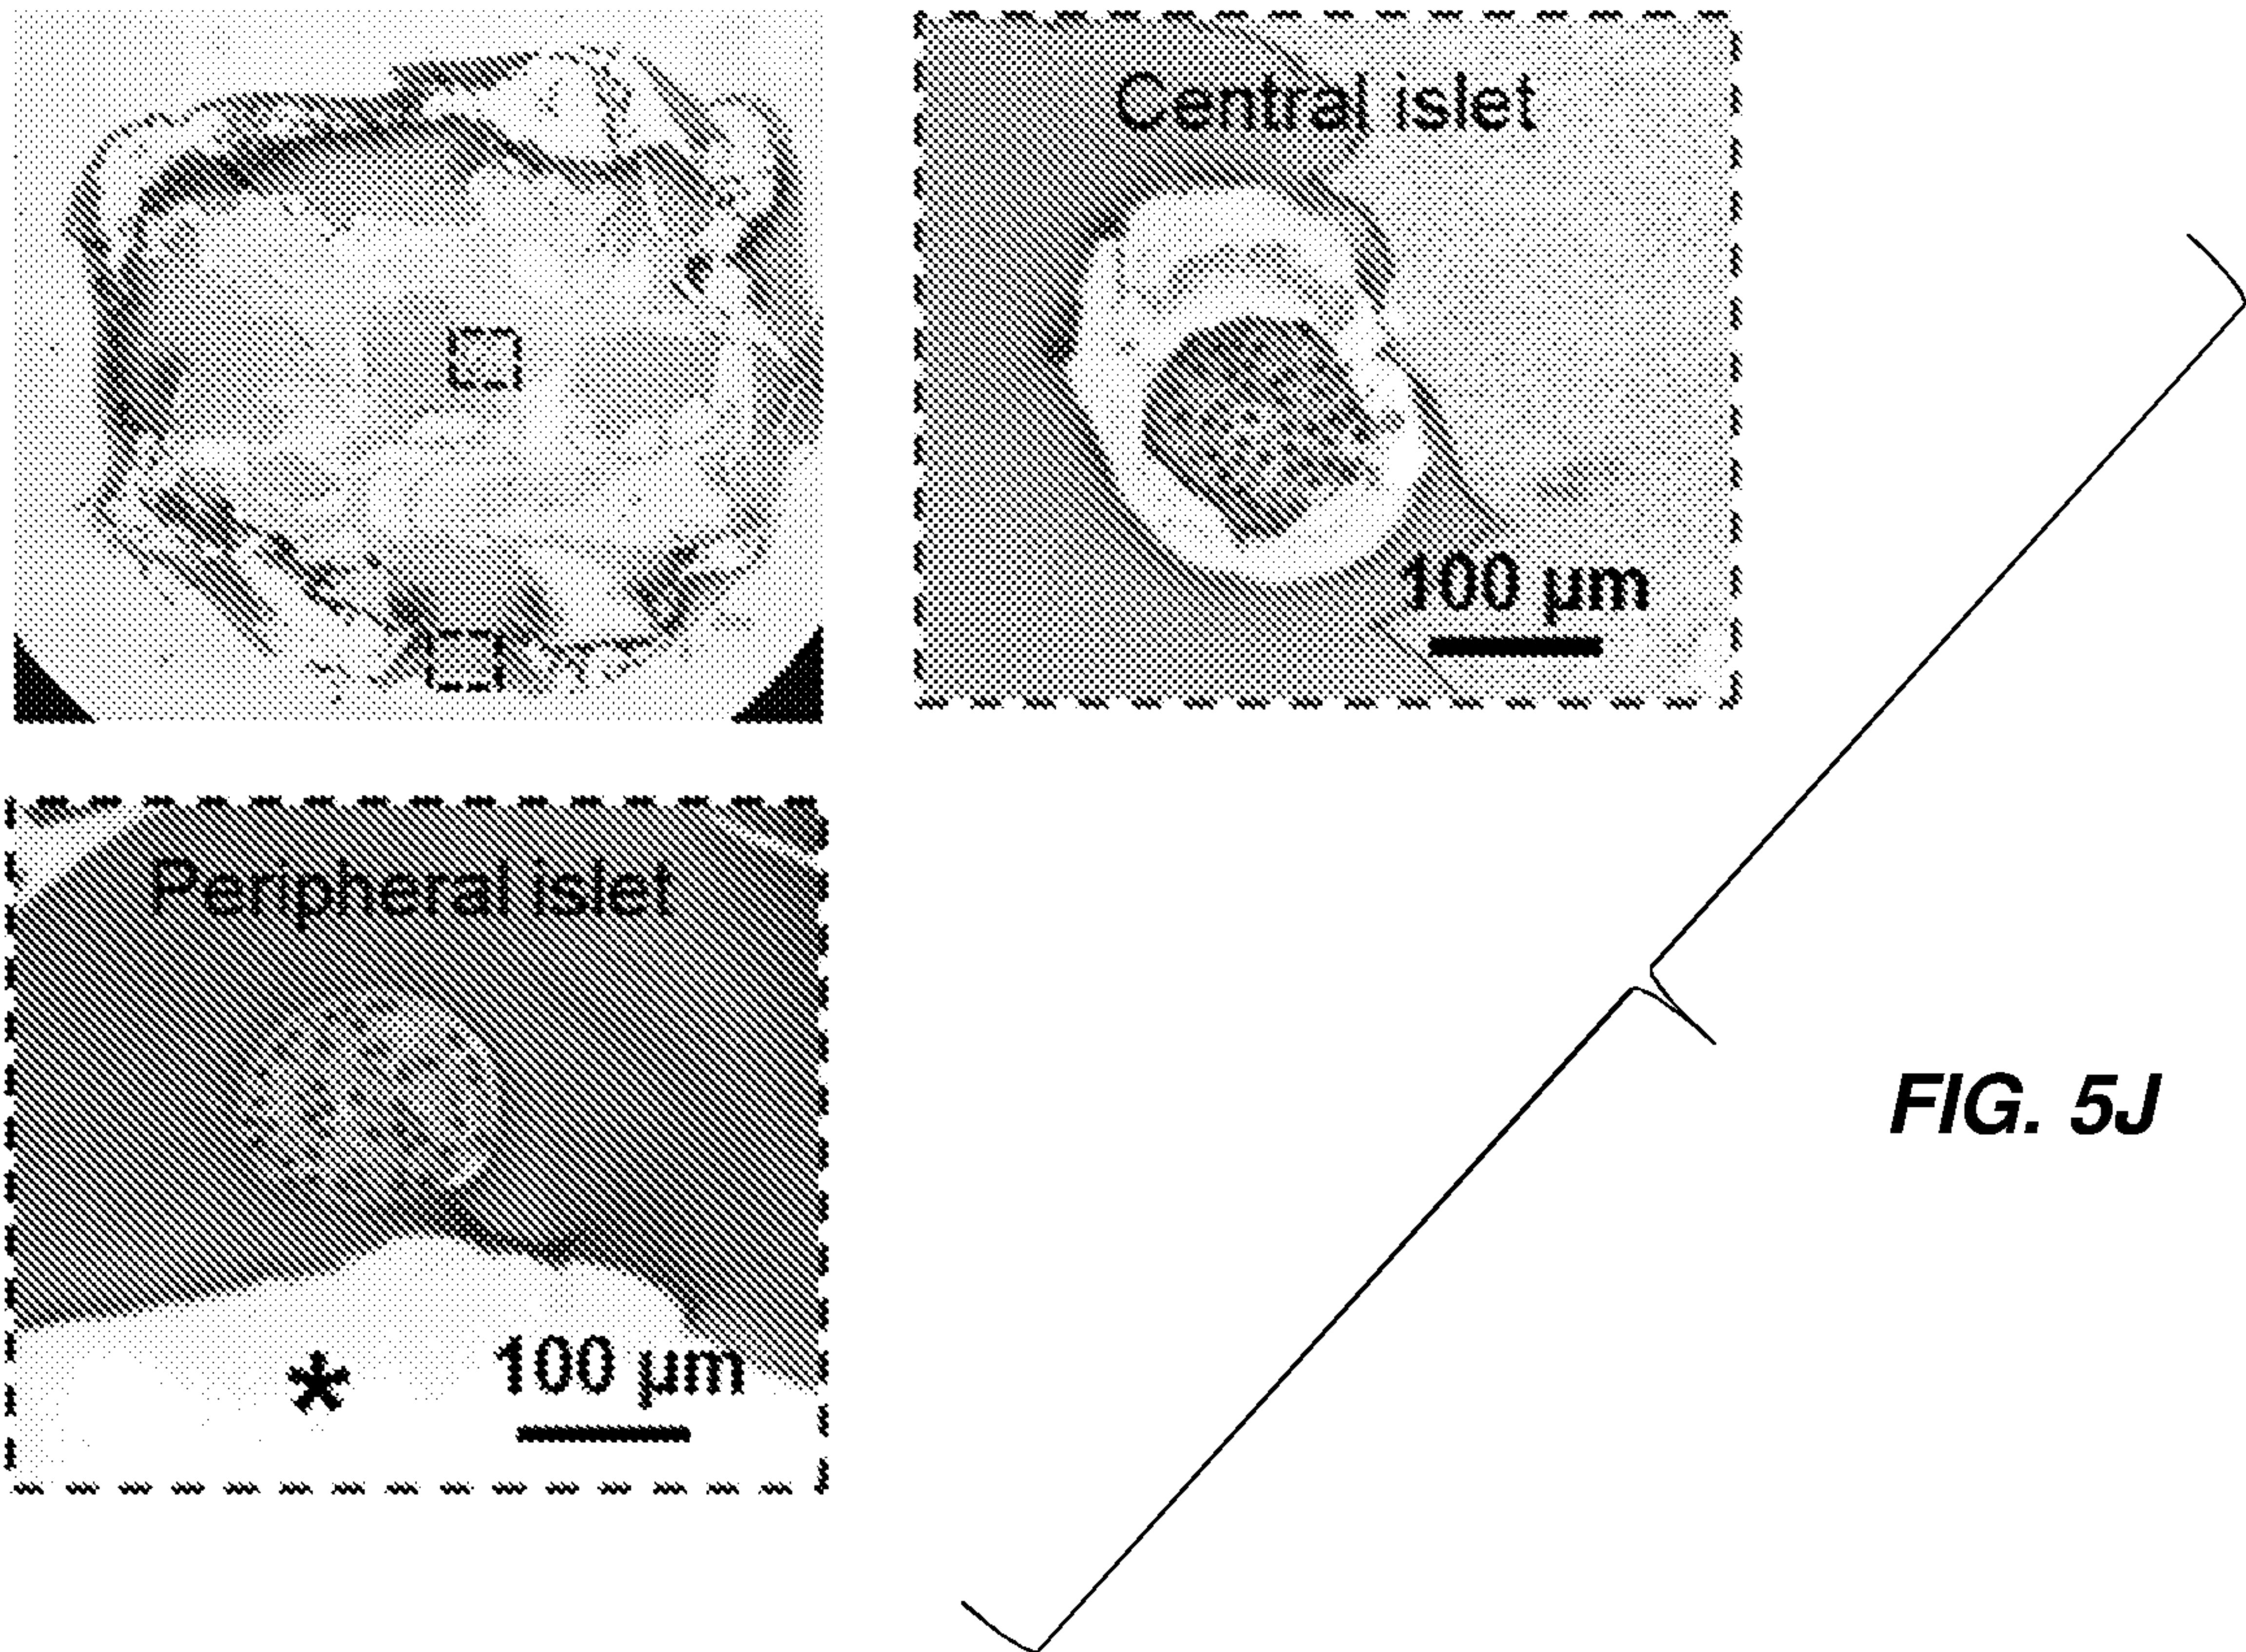 Central islet
100 µm
Peripheral islet
* 100 µm
FIG. 5J